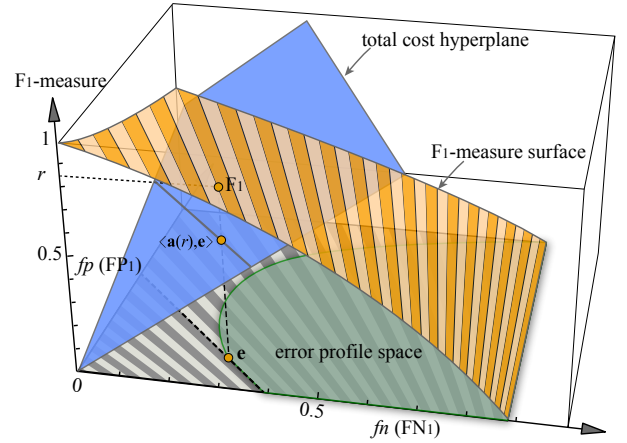 total cost hyperplane
F₁-measure
F₁-measure surface
1
r
F₁
⟨a(r),e⟩
0.5
fp (FP₁)
e
error profile space
0
0.5
fn (FN₁)